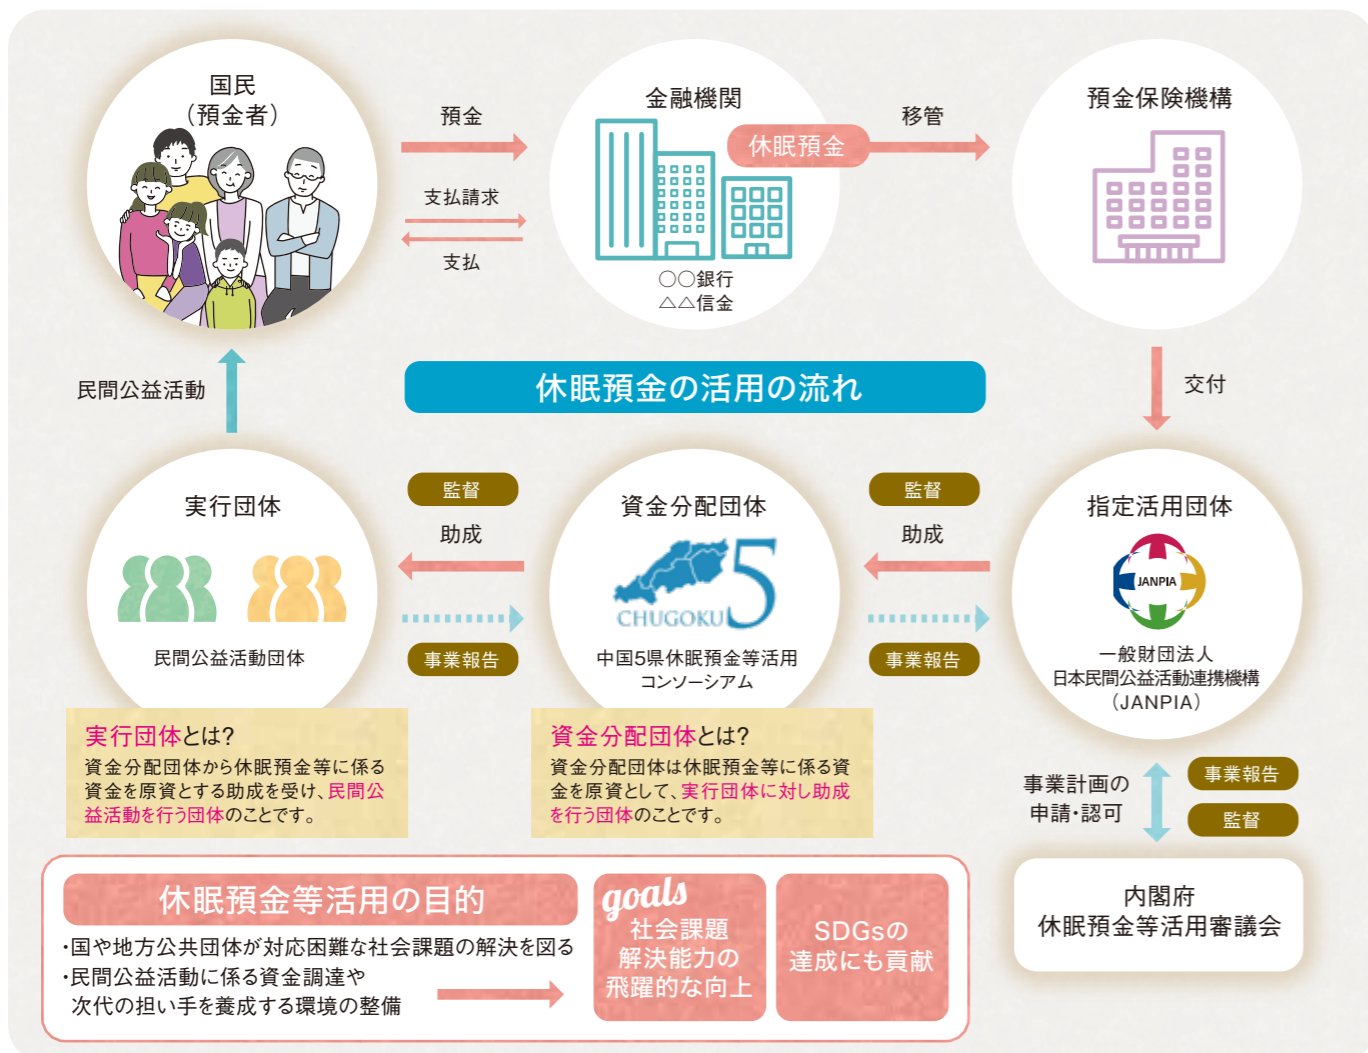 国民
（預金者）
預金
支払請求
支払
金融機関
休眠預金
○○銀行
△△信金
移管
預金保険機構
民間公益活動
休眠預金の活用の流れ
交付
実行団体
民間公益活動団体
監督
助成
事業報告
資金分配団体
CHUGOKU 5
中国5県休眠預金等活用
コンソーシアム
監督
助成
事業報告
指定活用団体
JANPIA
一般財団法人
日本民間公益活動連携機構
（JANPIA）
実行団体とは?
資金分配団体から休眠預金等に係る
資金を原資とする助成を受け、民間公
益活動を行う団体のことです。
資金分配団体とは?
資金分配団体は休眠預金等に係る資
金を原資として、実行団体に対し助成
を行う団体のことです。
事業計画の
申請・認可
事業報告
監督
内閣府
休眠預金等活用審議会
休眠預金等活用の目的
・国や地方公共団体が対応困難な社会課題の解決を図る
・民間公益活動に係る資金調達や
次代の担い手を養成する環境の整備
goals
社会課題
解決能力の
飛躍的な向上
SDGsの
達成にも貢献